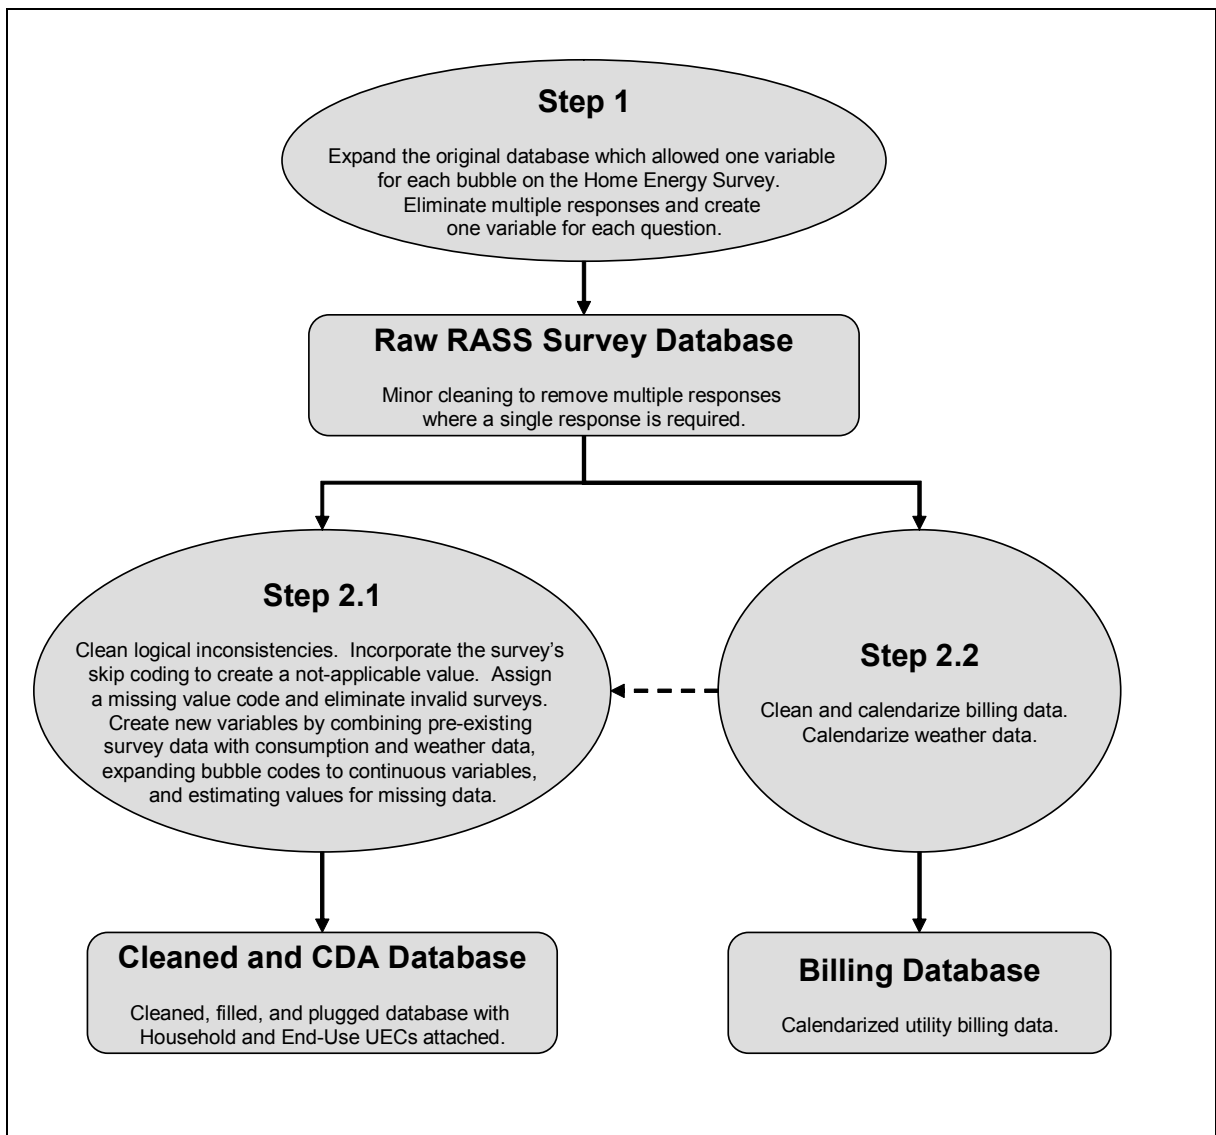 Step 1
Expand the original database which allowed one variable
for each bubble on the Home Energy Survey.
Eliminate multiple responses and create
one variable for each question.
Raw RASS Survey Database
Minor cleaning to remove multiple responses
where a single response is required.
Step 2.1
Clean logical inconsistencies.  Incorporate the survey’s
skip coding to create a not-applicable value.  Assign
a missing value code and eliminate invalid surveys.
Create new variables by combining pre-existing
survey data with consumption and weather data,
expanding bubble codes to continuous variables,
and estimating values for missing data.
Step 2.2
Clean and calendarize billing data.
Calendarize weather data.
Cleaned and CDA Database
Cleaned, filled, and plugged database with
Household and End-Use UECs attached.
Billing Database
Calendarized utility billing data.